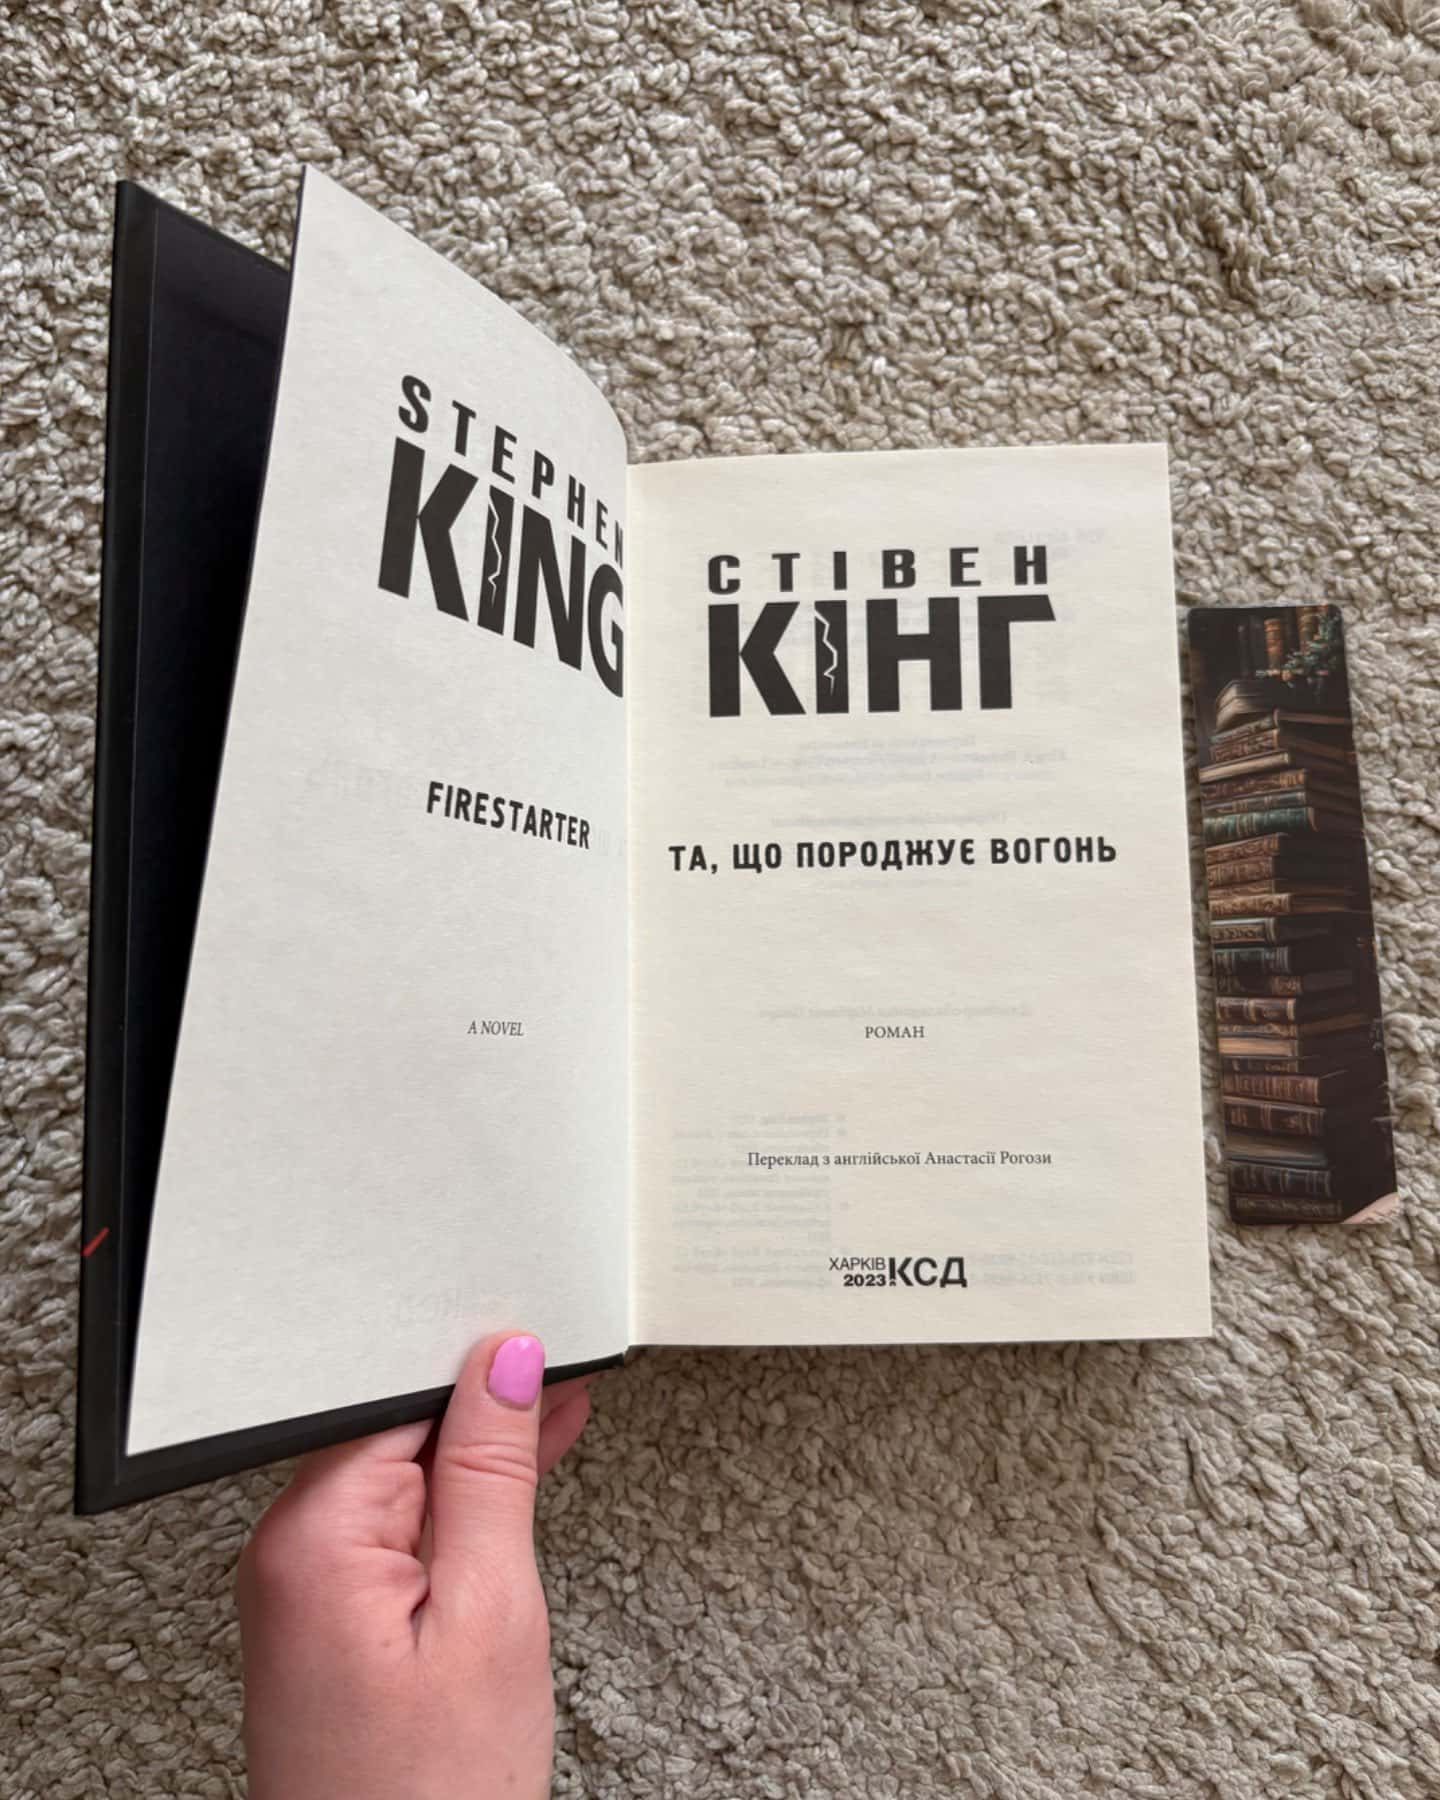 STEPHEN
KING
FIRESTARTER
A NOVEL
СТІВЕН
КІНГ
ТА, ЩО ПОРОДЖУЄ ВОГОНЬ
РОМАН
Переклад з англійської Анастасії Рогози
ХАРКІВ КСД
2023